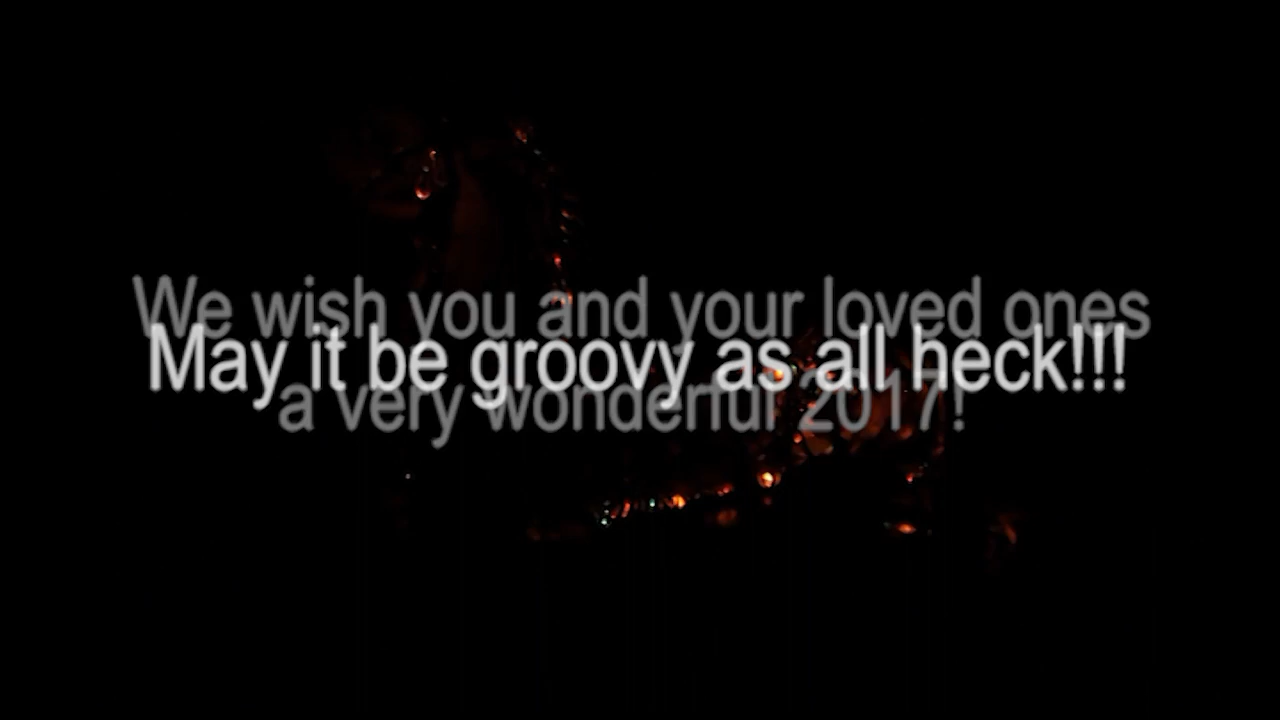 We wish you and your loved ones
May it be groovy as all heck!!!
a very wonderful 2017!